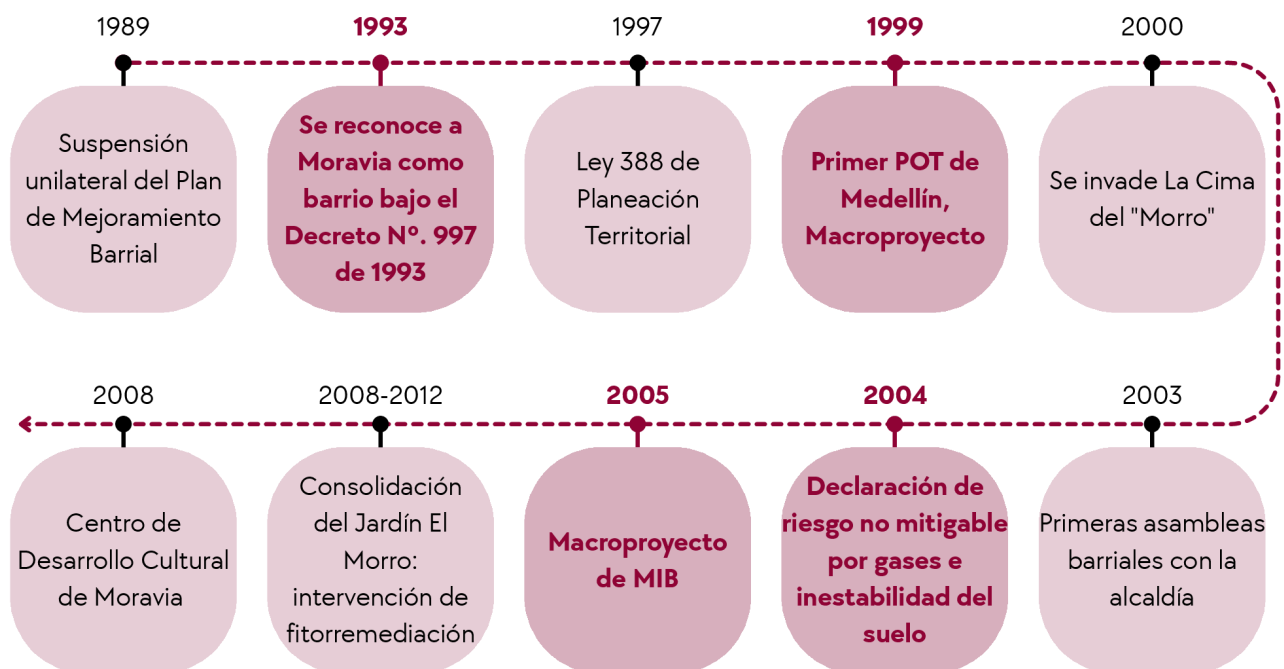 1989
Suspensión
unilateral del Plan
de Mejoramiento
Barrial
1993
Se reconoce a
Moravia como
barrio bajo el
Decreto Nº. 997
de 1993
1997
Ley 388 de
Planeación
Territorial
1999
Primer POT de
Medellín,
Macroproyecto
2000
Se invade La Cima
del "Morro"
2003
Primeras asambleas
barriales con la
alcaldía
2004
Declaración de
riesgo no mitigable
por gases e
inestabilidad del
suelo
2005
Macroproyecto
de MIB
2008-2012
Consolidación
del Jardín El
Morro:
intervención de
fitorremediación
2008
Centro de
Desarrollo Cultural
de Moravia